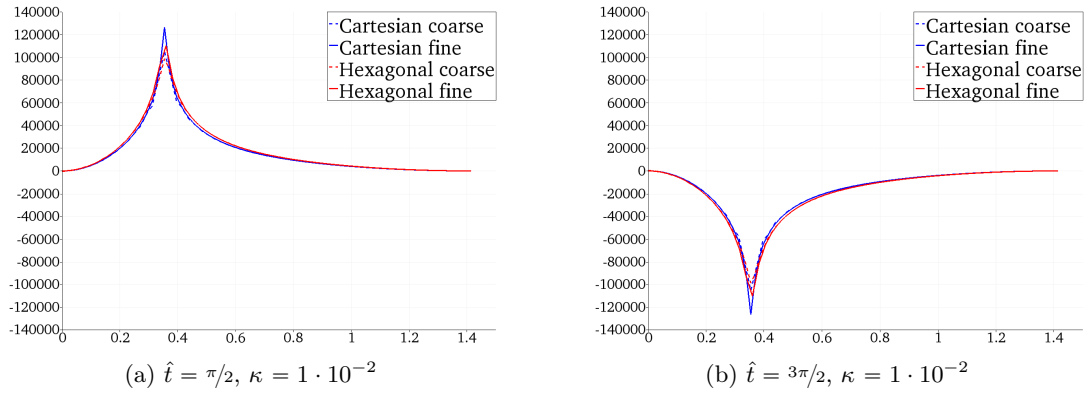 140000
120000
100000
80000
60000
40000
20000
0
-20000
-40000
-60000
-80000
-100000
-120000
-140000
0 0.2 0.4 0.6 0.8 1 1.2 1.4
Cartesian coarse
Cartesian fine
Hexagonal coarse
Hexagonal fine
(a) t̂ = π/2, κ = 1 · 10⁻²
140000
120000
100000
80000
60000
40000
20000
0
-20000
-40000
-60000
-80000
-100000
-120000
-140000
0 0.2 0.4 0.6 0.8 1 1.2 1.4
Cartesian coarse
Cartesian fine
Hexagonal coarse
Hexagonal fine
(b) t̂ = 3π/2, κ = 1 · 10⁻²